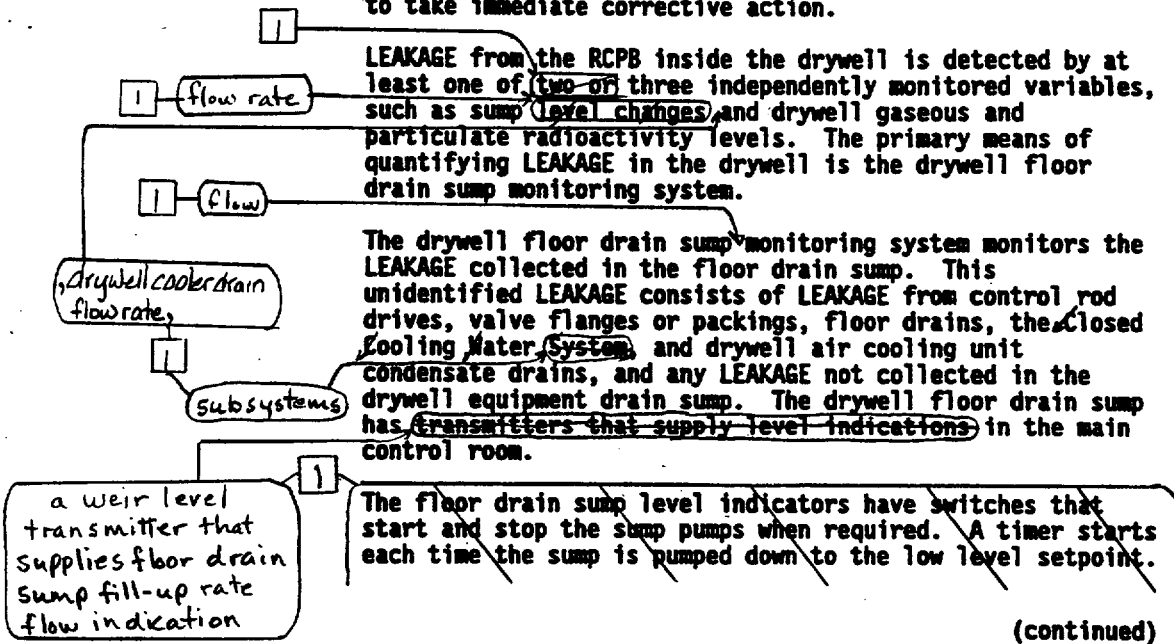 to take immediate corrective action.
1
LEAKAGE from the RCPB inside the drywell is detected by at
least one of two or three independently monitored variables,
1 flow rate
such as sump level changes, and drywell gaseous and
particulate radioactivity levels. The primary means of
quantifying LEAKAGE in the drywell is the drywell floor
drain sump monitoring system.
1 flow
The drywell floor drain sump monitoring system monitors the
LEAKAGE collected in the floor drain sump. This
unidentified LEAKAGE consists of LEAKAGE from control rod
drives, valve flanges or packings, floor drains, the Closed
Cooling Water System, and drywell air cooling unit
condensate drains, and any LEAKAGE not collected in the
drywell equipment drain sump. The drywell floor drain sump
has transmitters that supply level indications in the main
control room.
, drywell cooler drain
flow rate,
1
subsystems
1
a weir level
transmitter that
supplies floor drain
sump fill-up rate
flow indication
The floor drain sump level indicators have switches that
start and stop the sump pumps when required. A timer starts
each time the sump is pumped down to the low level setpoint.
(continued)